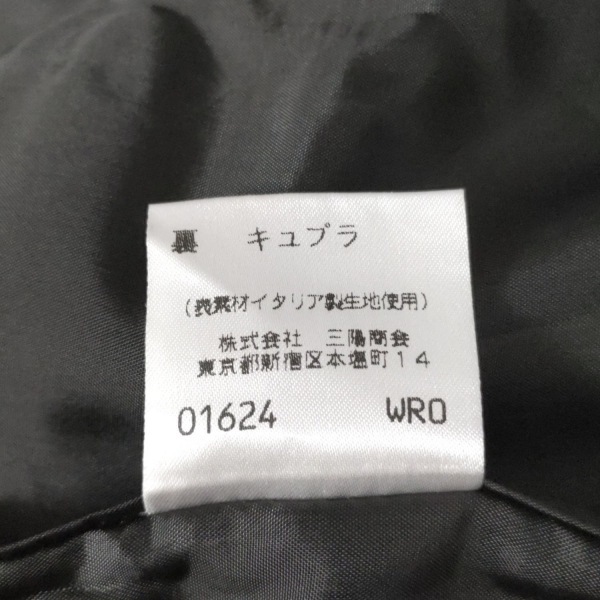 裏　キュプラ
（表素材イタリア製生地使用）
株式会社　三陽商会
東京都新宿区本塩町１４
01624　WRO